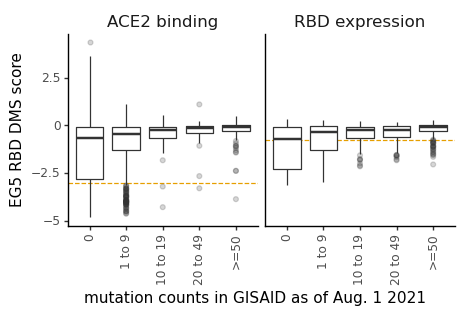 ACE2 binding
RBD expression
EG5 RBD DMS score
2.5
0
−2.5
−5
0
1 to 9
10 to 19
20 to 49
>=50
0
1 to 9
10 to 19
20 to 49
>=50
mutation counts in GISAID as of Aug. 1 2021